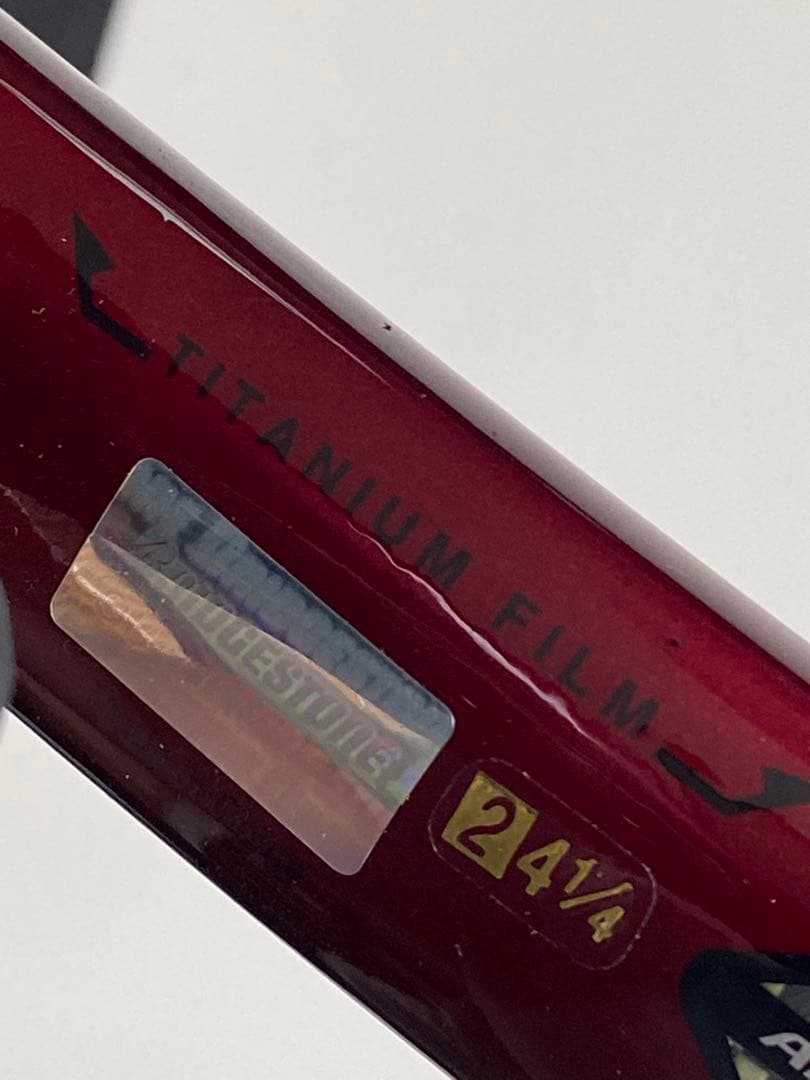 TITANIUM FILM
BRIDGESTONE
2 4 1/4
A